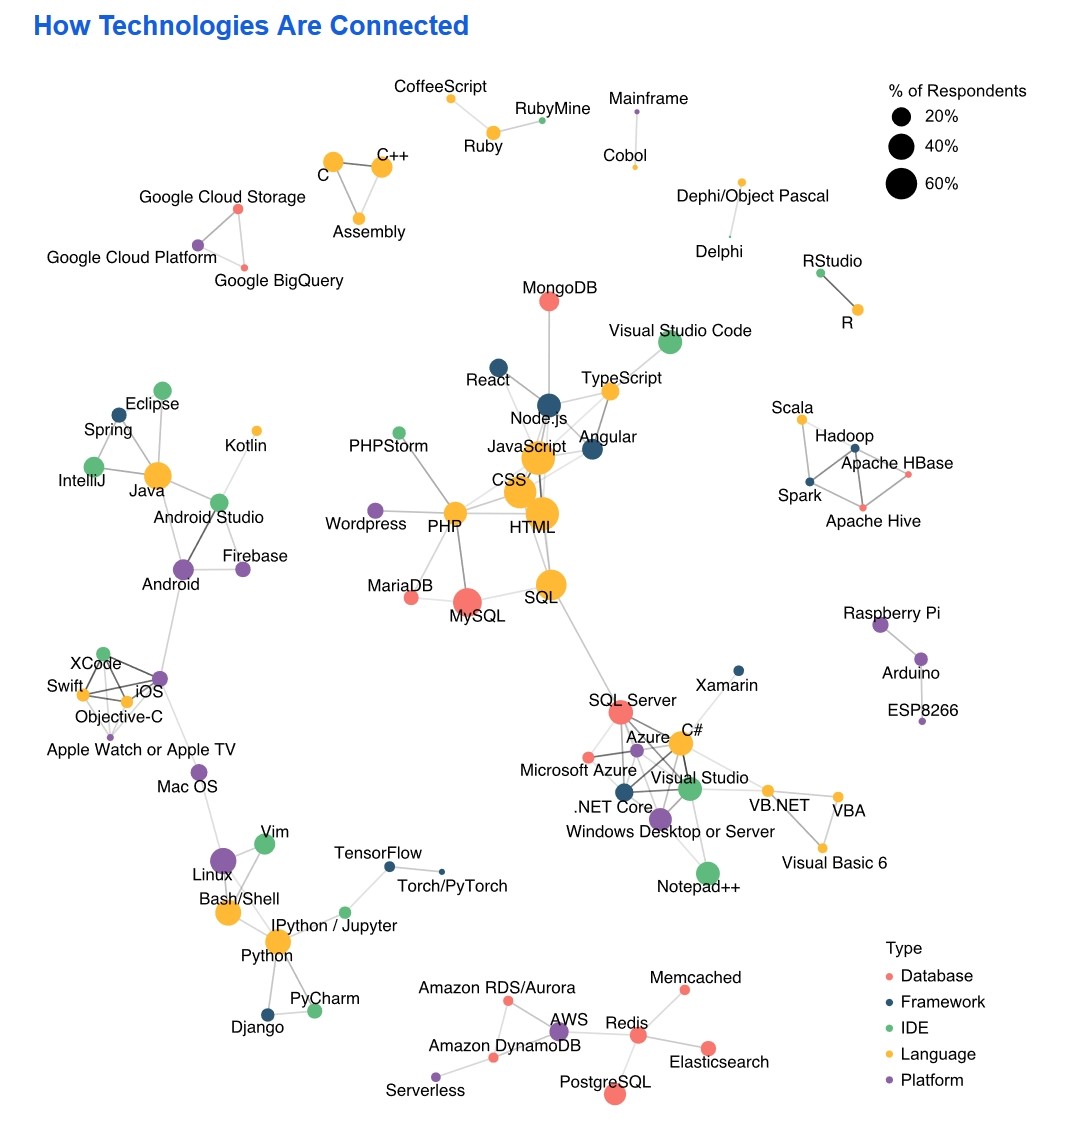 How Technologies Are Connected
CoffeeScript
RubyMine
Ruby
Mainframe
Cobol
% of Respondents
20%
40%
60%
C
C++
Assembly
Google Cloud Storage
Google Cloud Platform
Google BigQuery
Dephi/Object Pascal
Delphi
RStudio
R
MongoDB
Visual Studio Code
React
TypeScript
Node.js
Angular
JavaScript
CSS
HTML
PHPStorm
Wordpress
PHP
MariaDB
MySQL
SQL
Eclipse
Spring
IntelliJ
Java
Kotlin
Android Studio
Firebase
Android
Scala
Hadoop
Apache HBase
Spark
Apache Hive
Raspberry Pi
Arduino
ESP8266
XCode
Swift
iOS
Objective-C
Apple Watch or Apple TV
Mac OS
Xamarin
SQL Server
C#
Azure
Microsoft Azure
Visual Studio
.NET Core
VB.NET
VBA
Windows Desktop or Server
Visual Basic 6
Notepad++
Vim
Linux
Bash/Shell
TensorFlow
Torch/PyTorch
IPython / Jupyter
Python
PyCharm
Django
Amazon RDS/Aurora
Memcached
AWS
Redis
Amazon DynamoDB
Elasticsearch
Serverless
PostgreSQL
Type
Database
Framework
IDE
Language
Platform